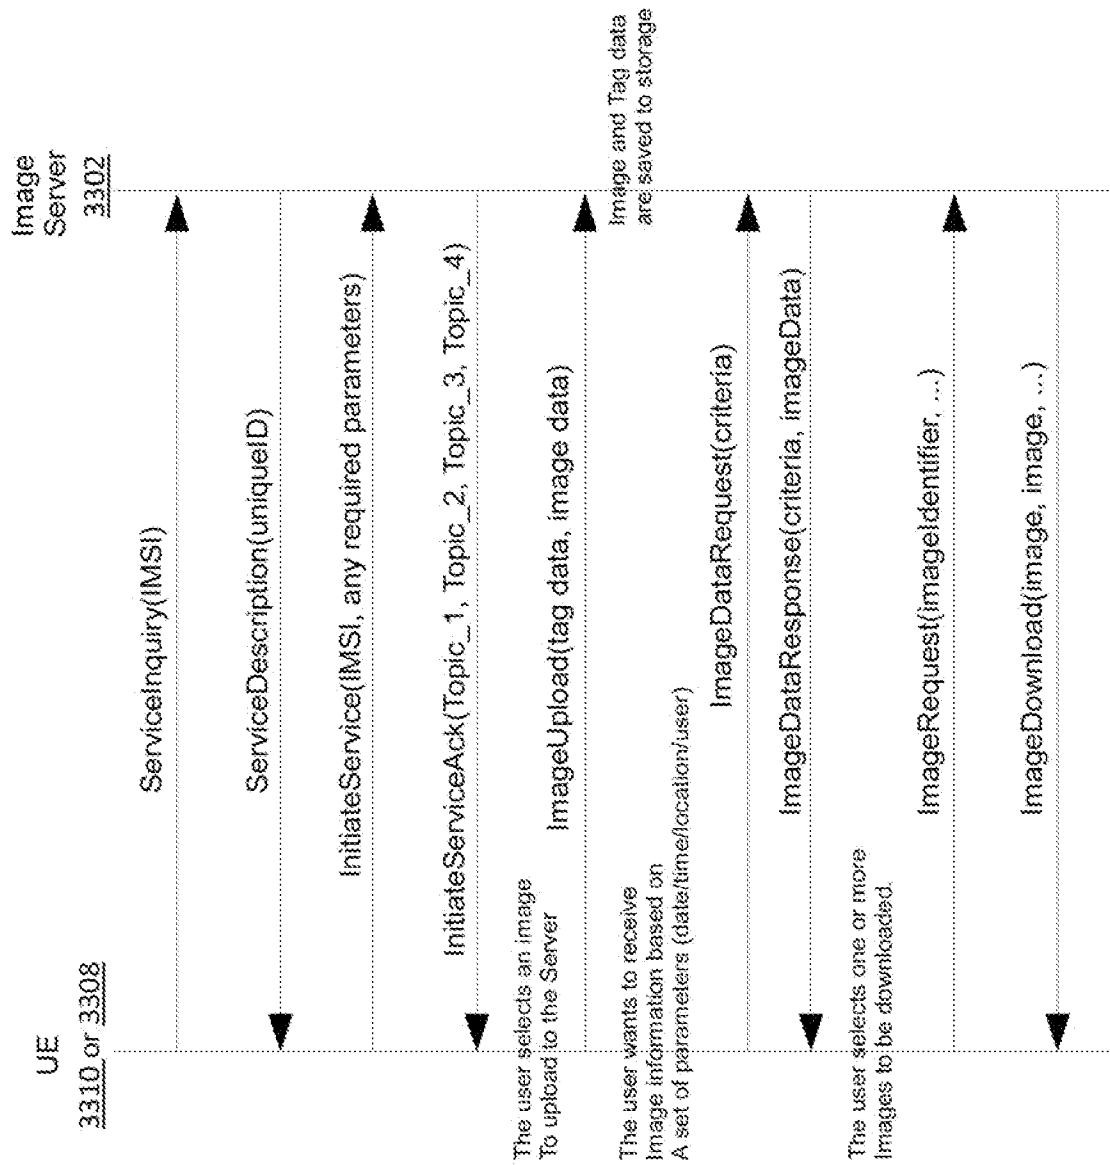 UE
3310 or 3308
Image
Server
3302
ServiceInquiry(IMSI)
ServiceDescription(uniqueID)
InitiateService(IMSI, any required parameters)
InitiateServiceAck(Topic_1, Topic_2, Topic_3, Topic_4)
The user selects an image
To upload to the Server
ImageUpload(tag data, image data)
Image and Tag data
are saved to storage
The user wants to receive
Image information based on
A set of parameters (date/time/location/user)
ImageDataRequest(criteria)
ImageDataResponse(criteria, imageData)
The user selects one or more
Images to be downloaded.
ImageRequest(imageIdentifier, ...)
ImageDownload(image, image, ...)